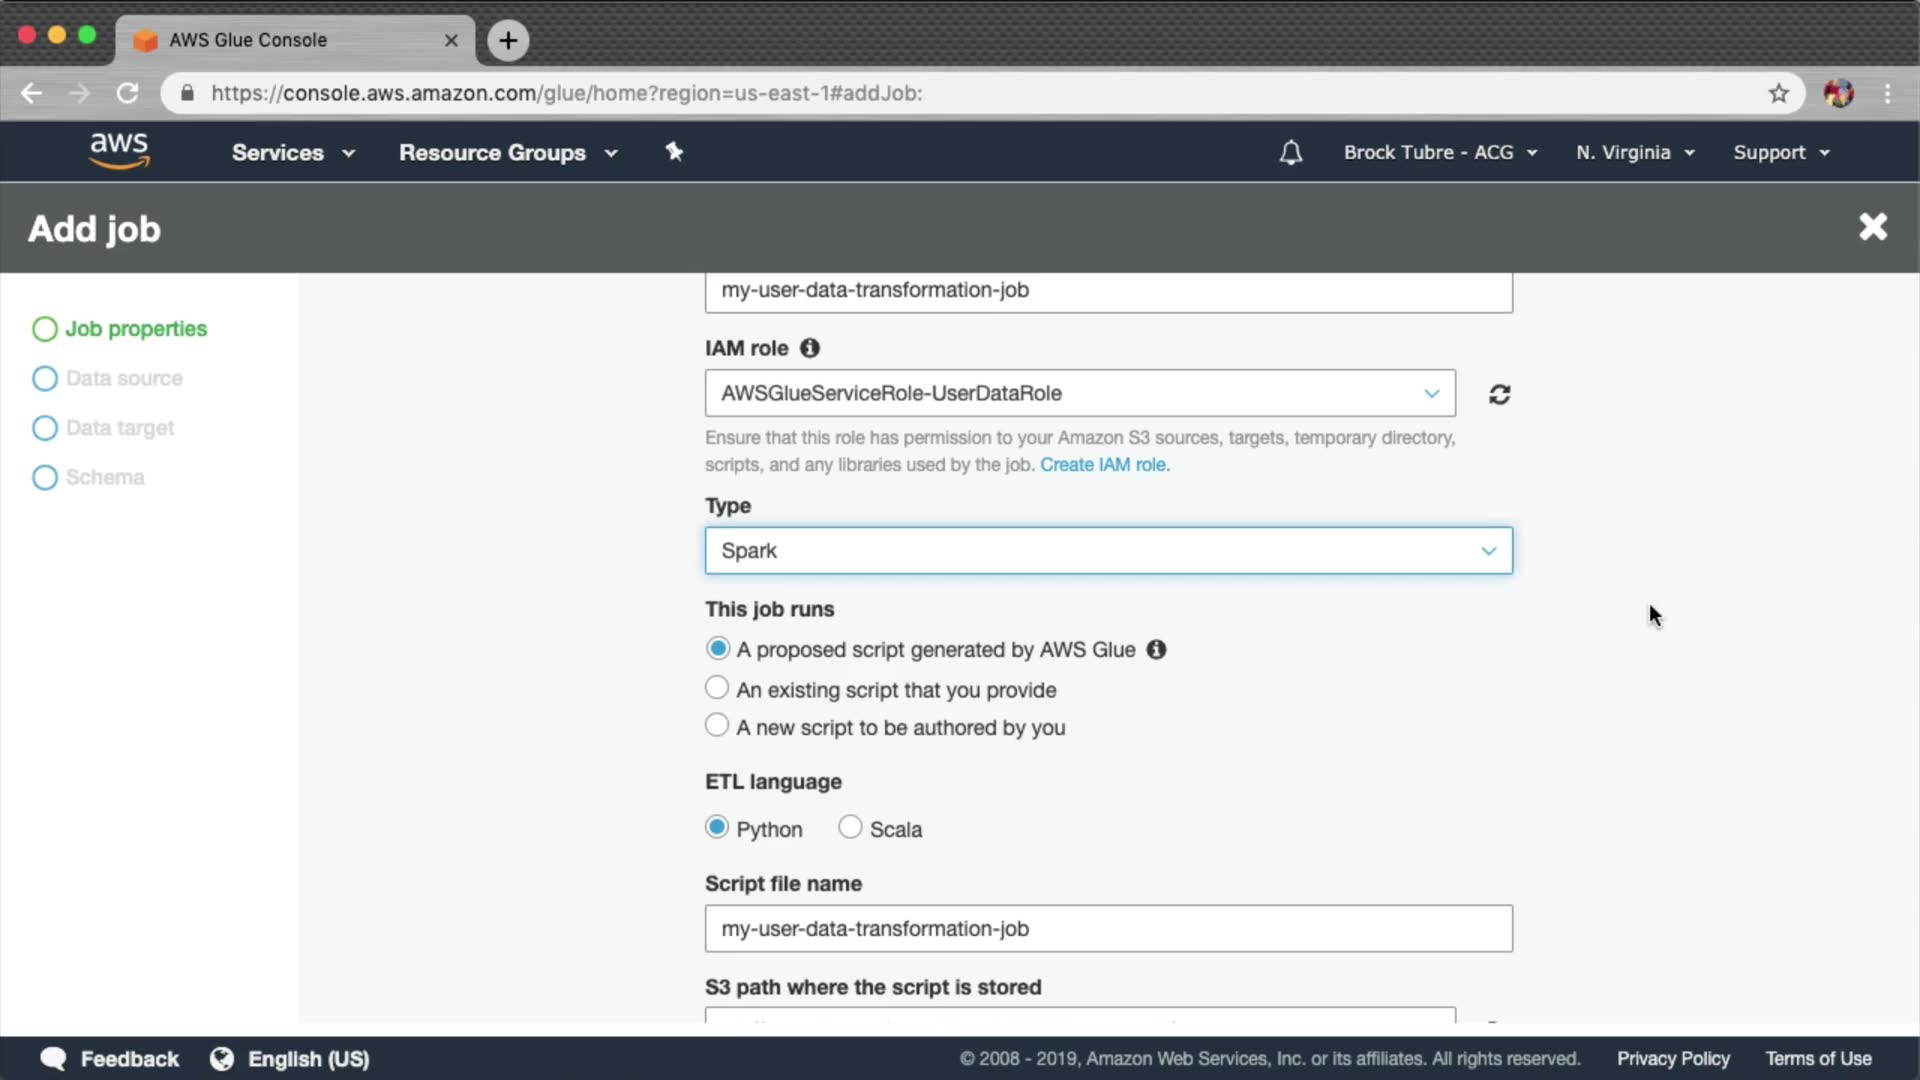 AWS Glue Console
https://console.aws.amazon.com/glue/home?region=us-east-1#addJob:
aws Services Resource Groups Brock Tubre - ACG N. Virginia Support
Add job
Job properties
Data source
Data target
Schema
my-user-data-transformation-job
IAM role
AWSGlueServiceRole-UserDataRole
Ensure that this role has permission to your Amazon S3 sources, targets, temporary directory,
scripts, and any libraries used by the job. Create IAM role.
Type
Spark
This job runs
A proposed script generated by AWS Glue
An existing script that you provide
A new script to be authored by you
ETL language
Python Scala
Script file name
my-user-data-transformation-job
S3 path where the script is stored
Feedback English (US) © 2008 - 2019, Amazon Web Services, Inc. or its affiliates. All rights reserved. Privacy Policy Terms of Use